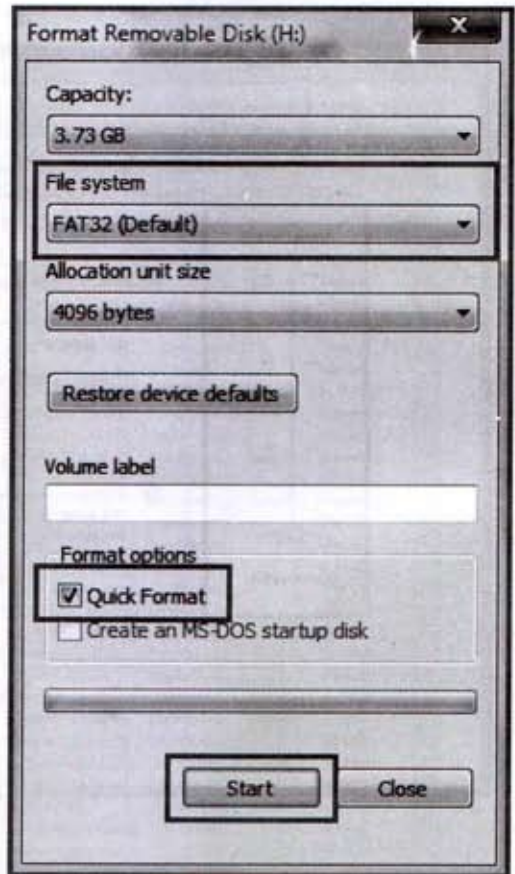 Format Removable Disk (H:)
Capacity:
3.73 GB
File system
FAT32 (Default)
Allocation unit size
4096 bytes
Restore device defaults
Volume label
Format options
Quick Format
Create an MS-DOS startup disk
Start
Close